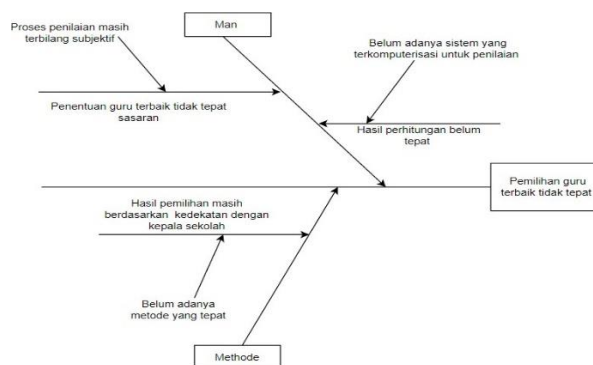 Proses penilaian masih
terbilang subjektif
Man
Belum adanya sistem yang
terkomputerisasi untuk penilaian
Penentuan guru terbaik tidak tepat
sasaran
Hasil perhitungan belum
tepat
Pemilihan guru
terbaik tidak tepat
Hasil pemilihan masih
berdasarkan kedekatan dengan
kepala sekolah
Belum adanya
metode yang tepat
Methode